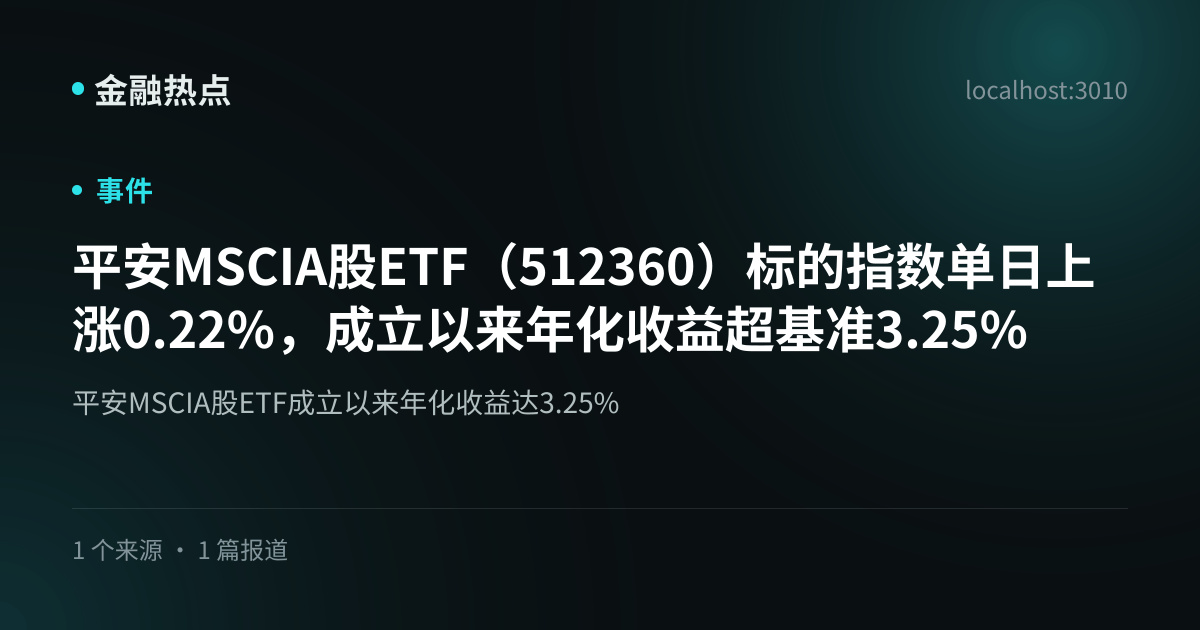 金融热点
localhost:3010
事件
平安MSCIA股ETF（512360）标的指数单日上
涨0.22%，成立以来年化收益超基准3.25%
平安MSCIA股ETF成立以来年化收益达3.25%
1 个来源 · 1 篇报道